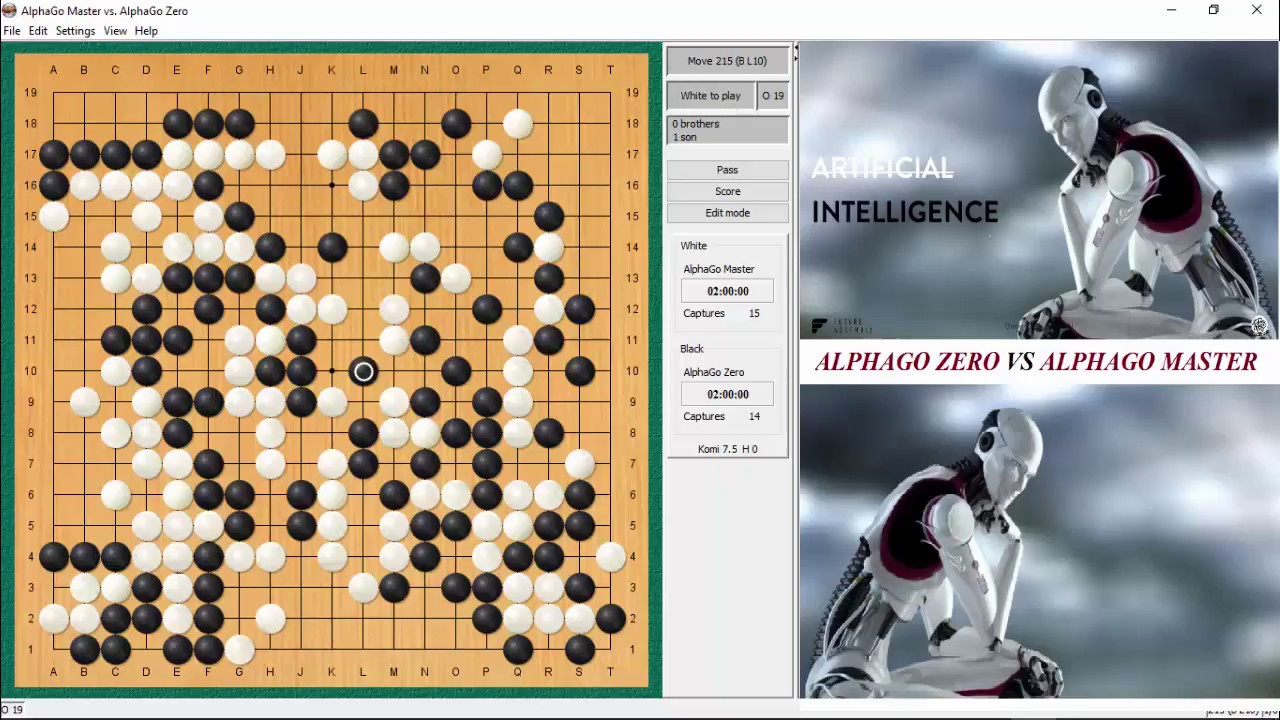 AlphaGo Master vs. AlphaGo Zero
File Edit Settings View Help
A B C D E F G H J K L M N O P Q R S T
19 19
18 18
17 17
16 16
15 15
14 14
13 13
12 12
11 11
10 10
9 9
8 8
7 7
6 6
5 5
4 4
3 3
2 2
1 1
A B C D E F G H J K L M N O P Q R S T
O 19
Move 215 (B L10)
White to play O 19
0 brothers
1 son
Pass
Score
Edit mode
White
AlphaGo Master
02:00:00
Captures 15
Black
AlphaGo Zero
02:00:00
Captures 14
Komi 7.5 H 0
ARTIFICIAL
INTELLIGENCE
ALPHAGO ZERO VS ALPHAGO MASTER